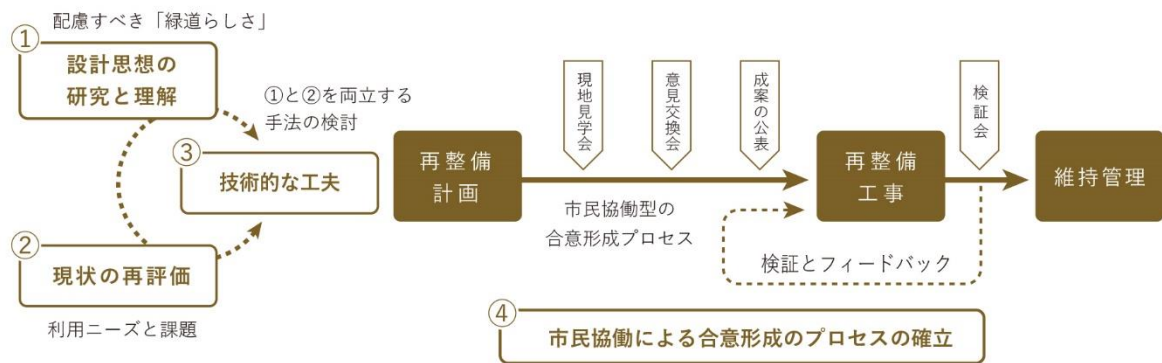 配慮すべき「緑道らしさ」
①
設計思想の
研究と理解
①と②を両立する
手法の検討
③
技術的な工夫
②
現状の再評価
利用ニーズと課題
再整備
計画
現地見学会
意見交換会
成案の公表
市民協働型の
合意形成プロセス
再整備
工事
検証会
維持管理
検証とフィードバック
④
市民協働による合意形成のプロセスの確立